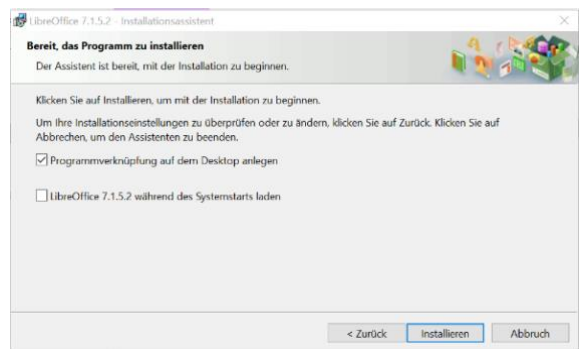 LibreOffice 7.1.5.2 - Installationsassistent
Bereit, das Programm zu installieren
Der Assistent ist bereit, mit der Installation zu beginnen.
Klicken Sie auf Installieren, um mit der Installation zu beginnen.
Um Ihre Installationseinstellungen zu überprüfen oder zu ändern, klicken Sie auf Zurück. Klicken Sie auf
Abbrechen, um den Assistenten zu beenden.
Programmverknüpfung auf dem Desktop anlegen
LibreOffice 7.1.5.2 während des Systemstarts laden
< Zurück Installieren Abbruch